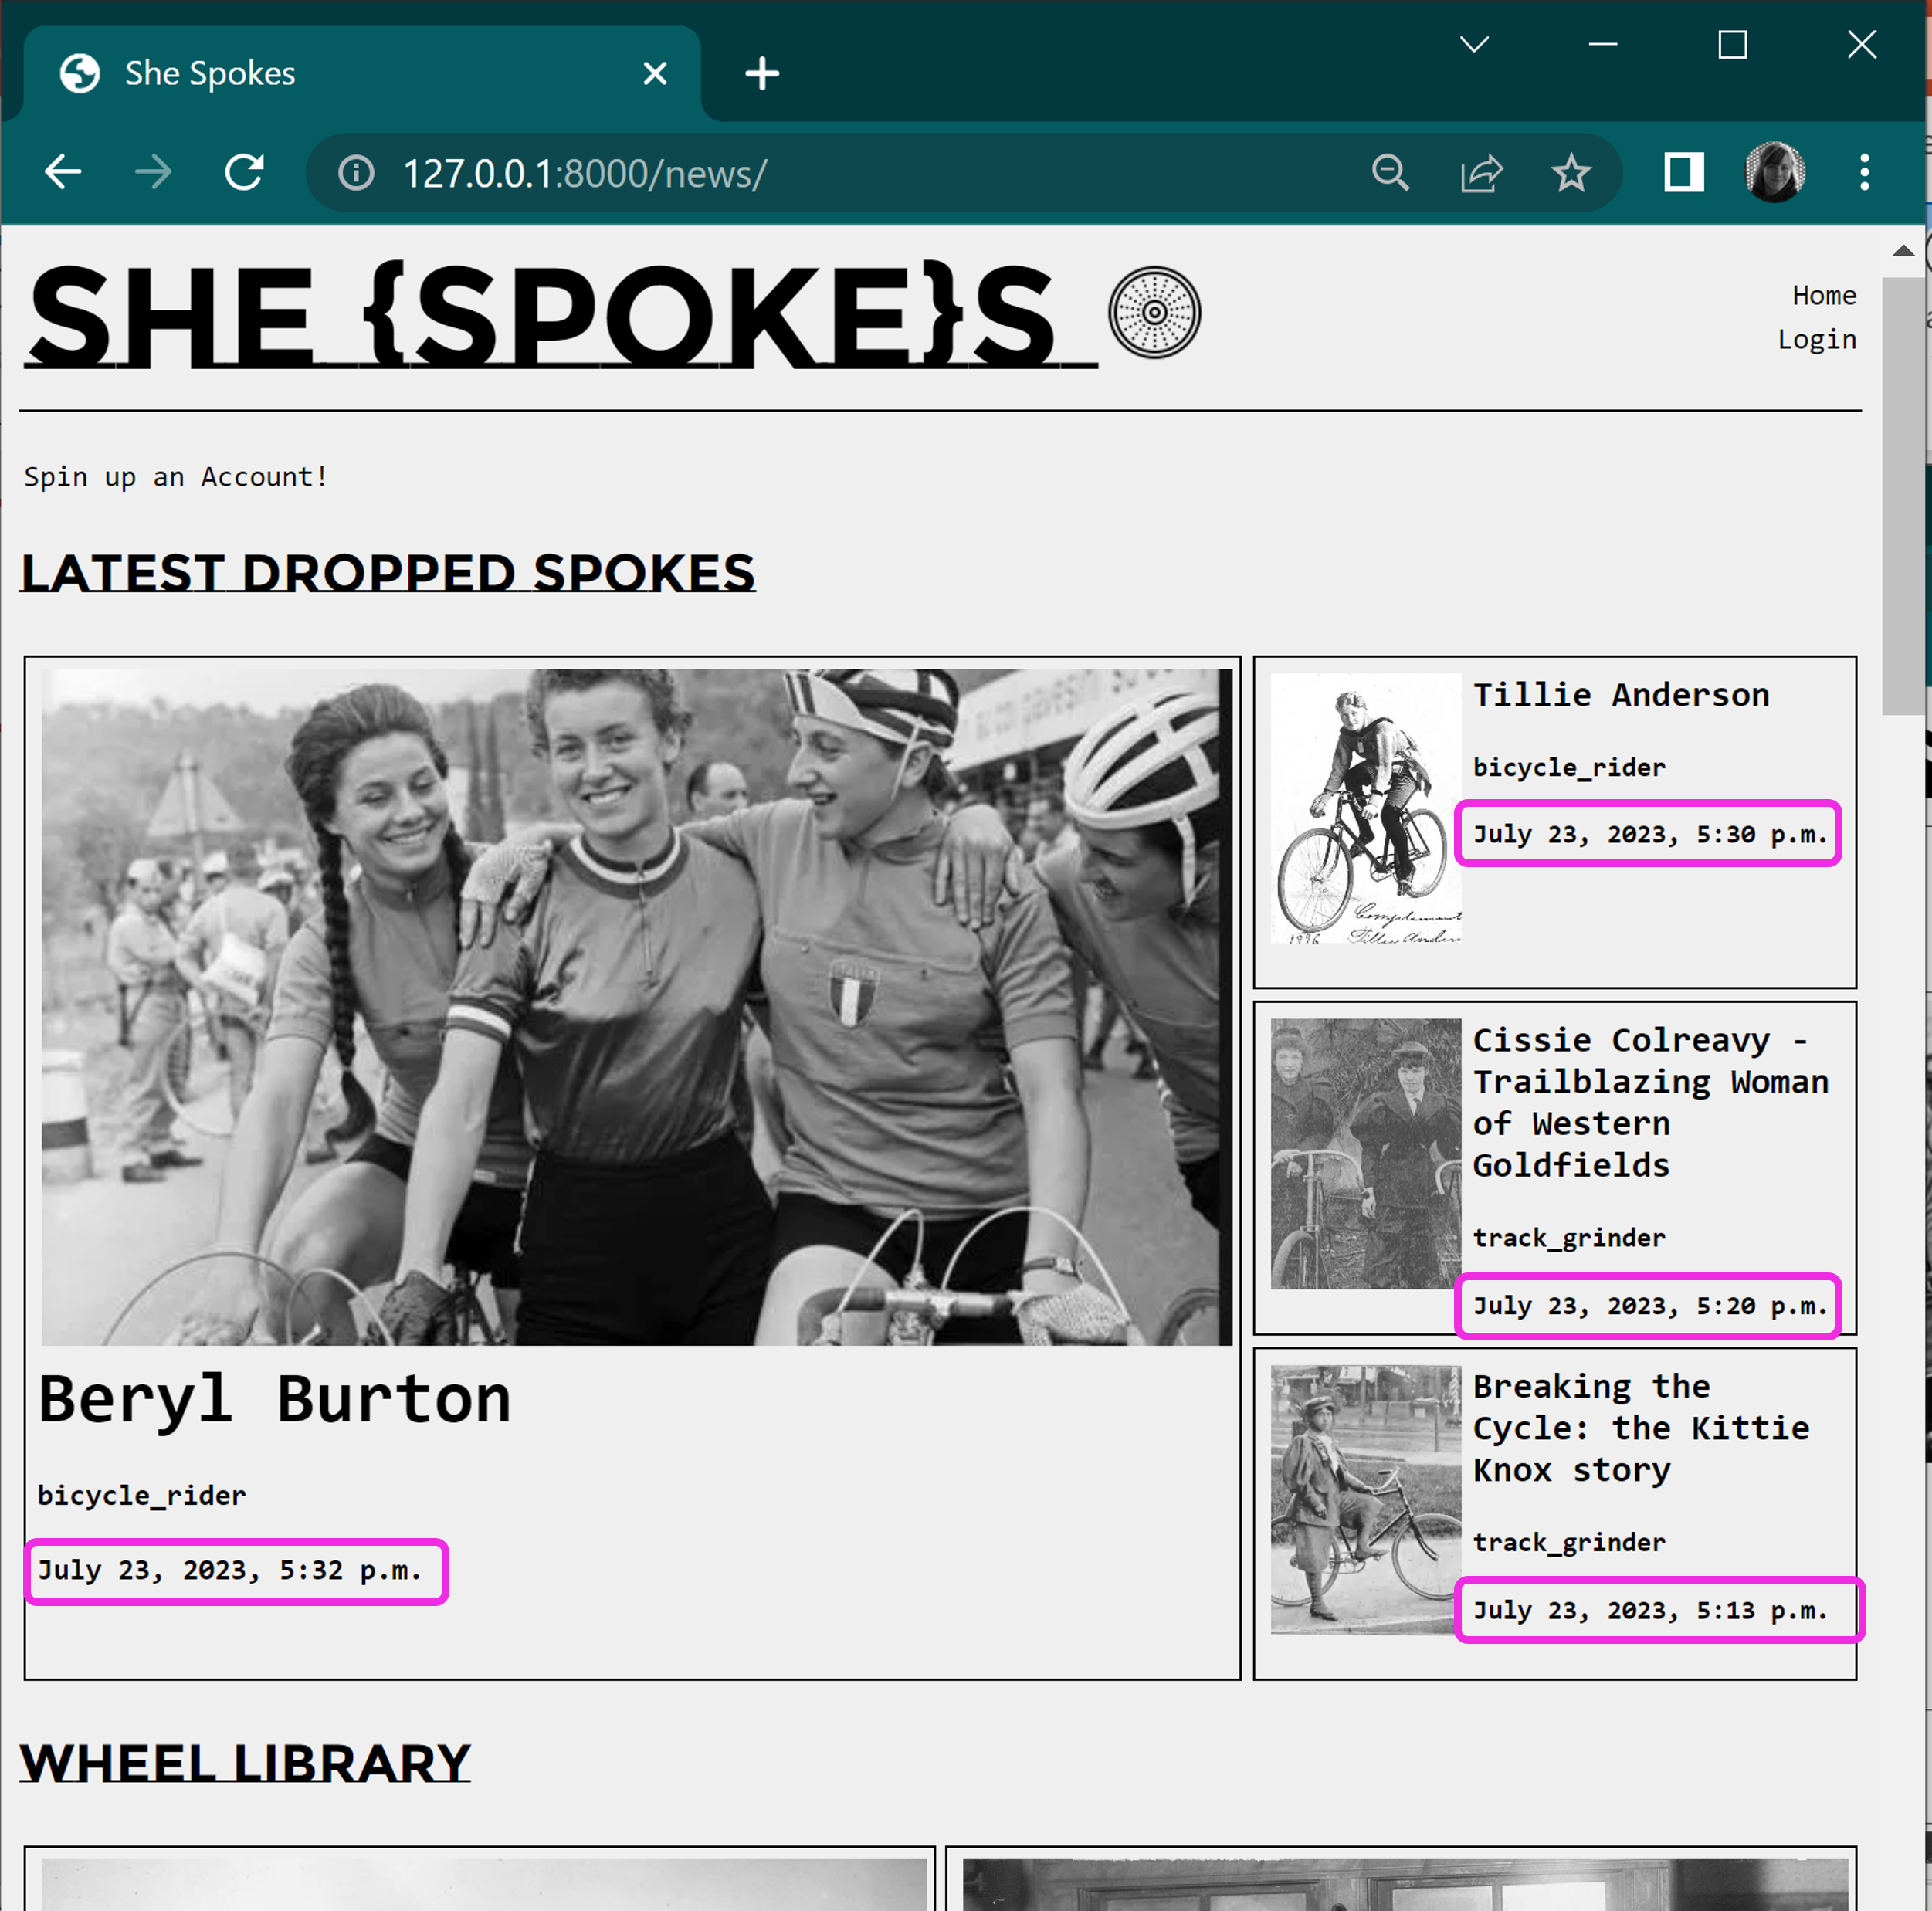 She Spokes
127.0.0.1:8000/news/
SHE {SPOKE}S
Home
Login
Spin up an Account!
LATEST DROPPED SPOKES
Beryl Burton
bicycle_rider
July 23, 2023, 5:32 p.m.
Tillie Anderson
bicycle_rider
July 23, 2023, 5:30 p.m.
1896
Tillie
Cissie Colreavy -
Trailblazing Woman
of Western
Goldfields
track_grinder
July 23, 2023, 5:20 p.m.
Breaking the
Cycle: the Kittie
Knox story
track_grinder
July 23, 2023, 5:13 p.m.
WHEEL LIBRARY